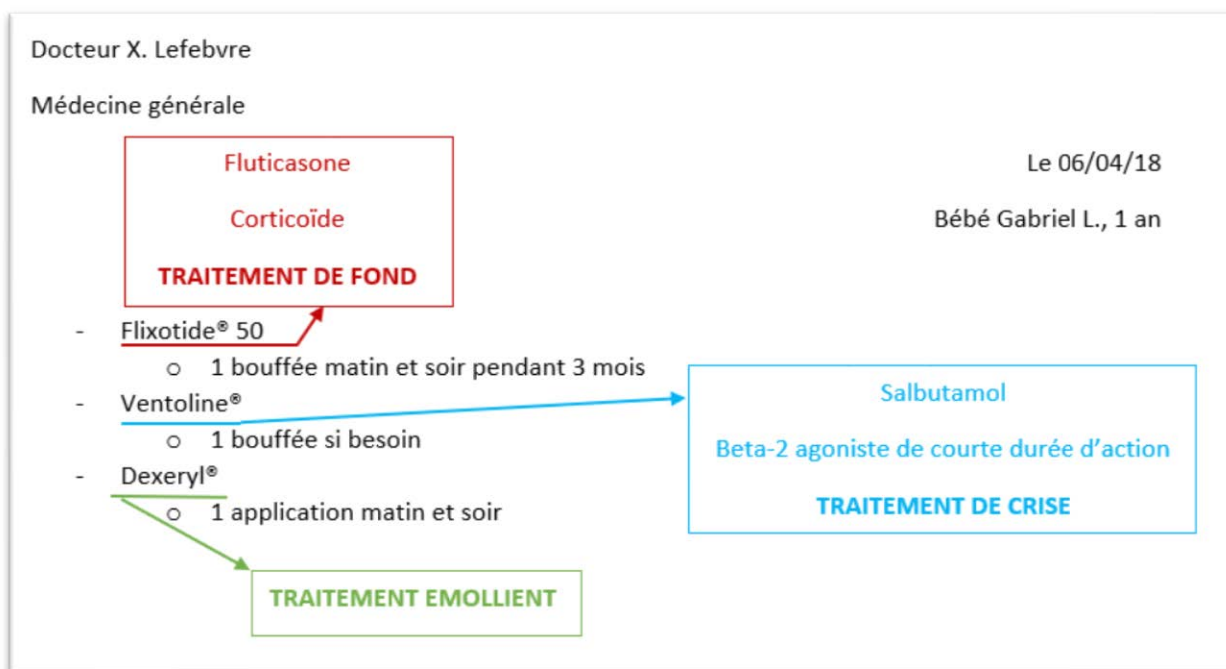 Docteur X. Lefebvre
Médecine générale
Fluticasone
Corticoïde
TRAITEMENT DE FOND
Le 06/04/18
Bébé Gabriel L., 1 an
- Flixotide® 50
o 1 bouffée matin et soir pendant 3 mois
- Ventoline®
o 1 bouffée si besoin
- Dexeryl®
o 1 application matin et soir
Salbutamol
Beta-2 agoniste de courte durée d’action
TRAITEMENT DE CRISE
TRAITEMENT EMOLLIENT